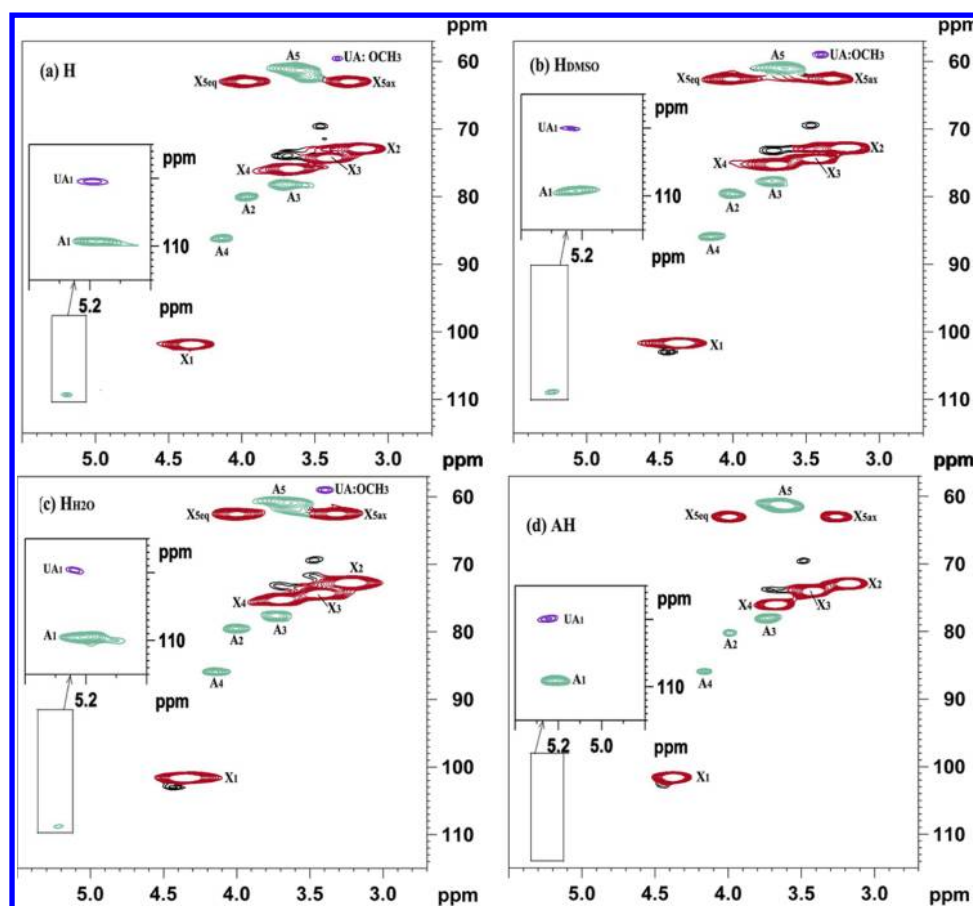 ppm
ppm
(a) H
A5
UA:OCH3
X5eq
X5ax
60
70
80
90
100
110
X2
X3
X4
A3
A2
A4
X1
ppm
UA1
A1
110
5.2
ppm
5.0
4.5
4.0
3.5
3.0
ppm
(b) HDMSO
A5
UA:OCH3
X5eq
X5ax
60
70
80
90
100
110
X2
X3
X4
A3
A2
A4
X1
ppm
UA1
A1
110
5.2
ppm
5.0
4.5
4.0
3.5
3.0
ppm
(c) HH2O
A5
UA:OCH3
X5eq
X5ax
60
70
80
90
100
110
X2
X3
X4
A3
A2
A4
X1
ppm
UA1
A1
110
5.2
ppm
5.0
4.5
4.0
3.5
3.0
ppm
(d) AH
A5
X5eq
X5ax
60
70
80
90
100
110
X2
X3
X4
A3
A2
A4
X1
ppm
UA1
A1
110
5.2
5.0
ppm
5.0
4.5
4.0
3.5
3.0
ppm